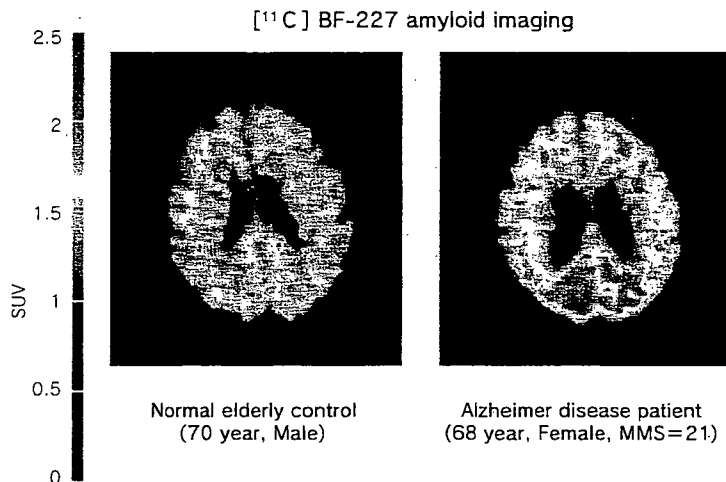 [¹¹C] BF-227 amyloid imaging
2.5
2
1.5
1
0.5
0
SUV
Normal elderly control
(70 year, Male)
Alzheimer disease patient
(68 year, Female, MMS=21.)